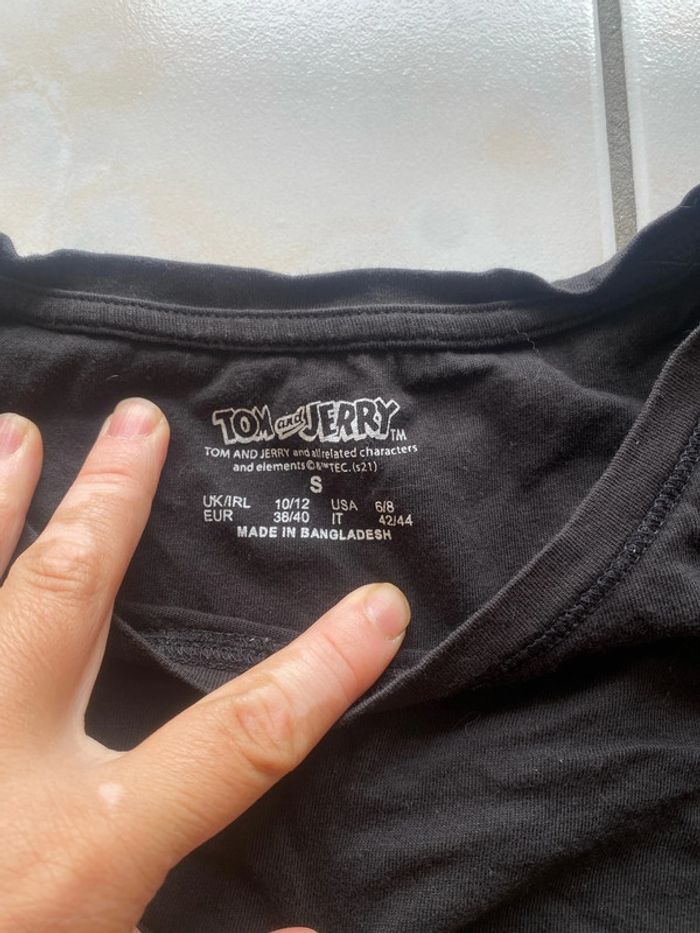 TOM and JERRY TM
TOM AND JERRY and all related characters
and elements © & ™ TEC. (s21)
S
UK/IRL 10/12 USA 6/8
EUR 38/40 IT 42/44
MADE IN BANGLADESH